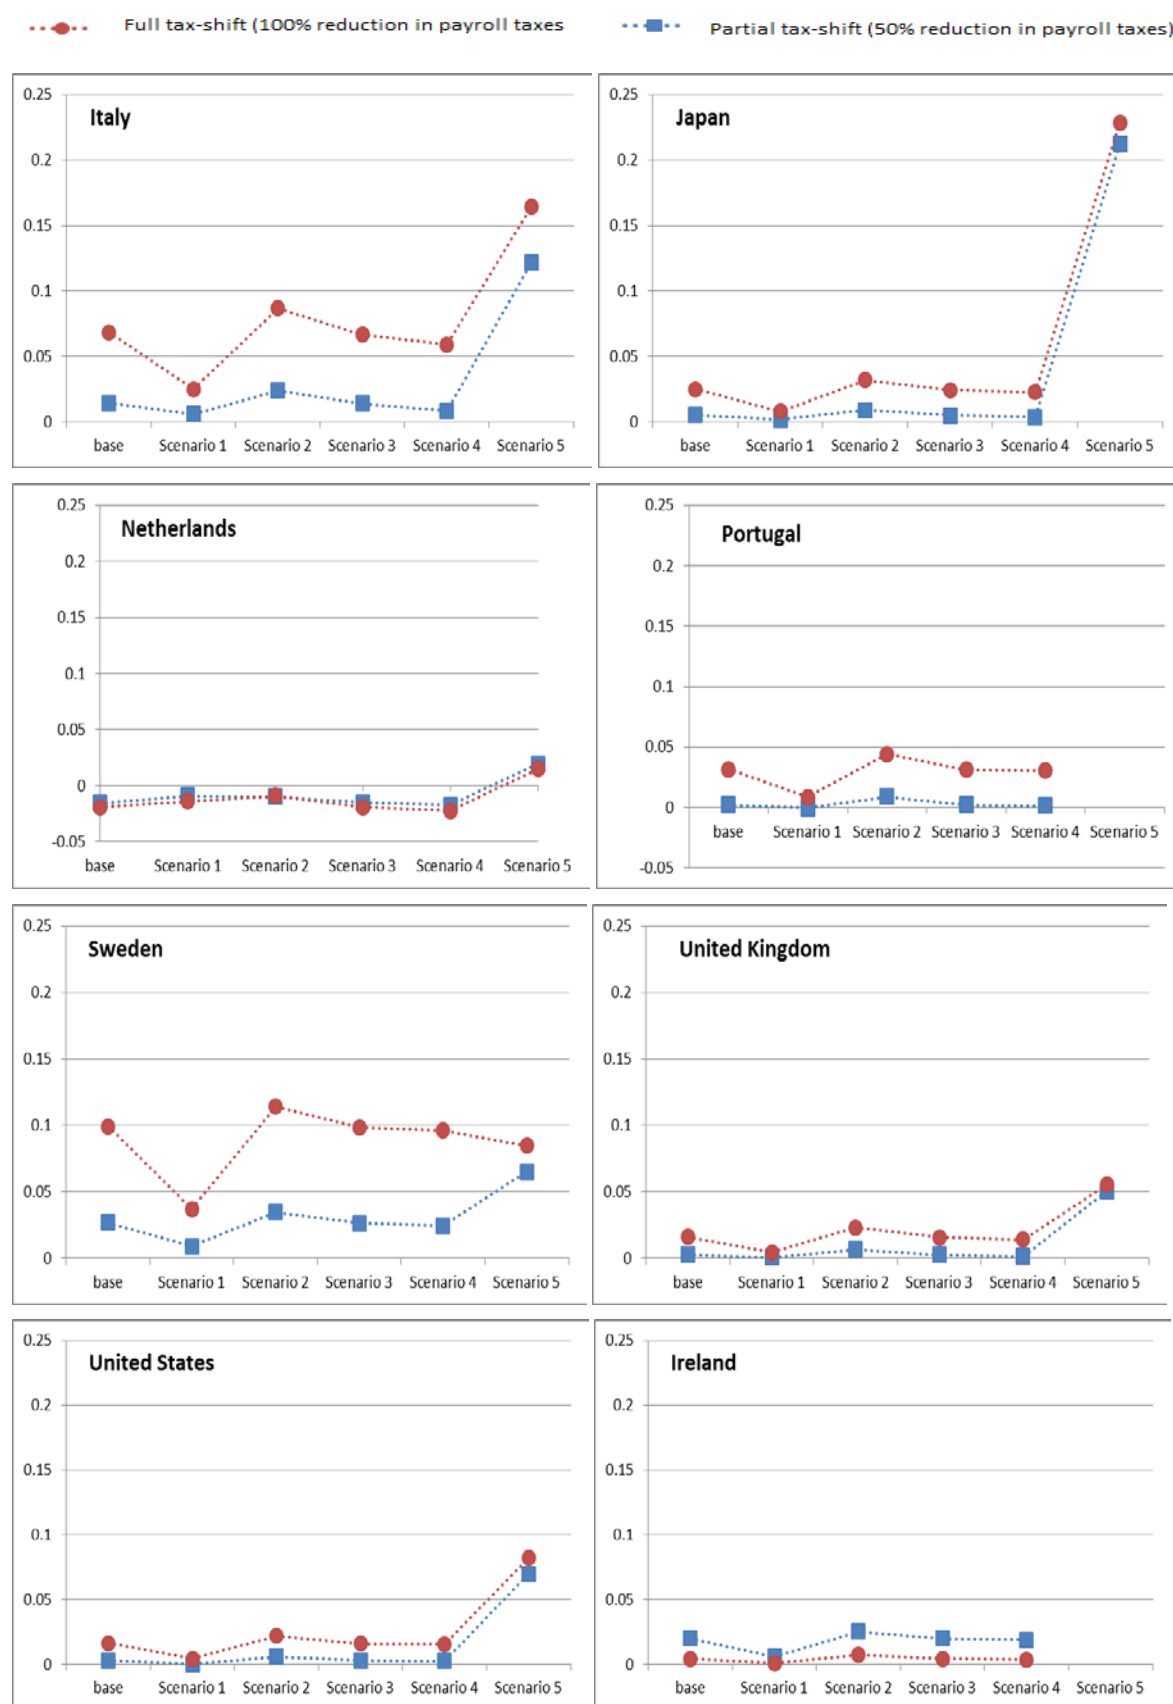 Full tax-shift (100% reduction in payroll taxes
Partial tax-shift (50% reduction in payroll taxes)
Italy
0.25
0.2
0.15
0.1
0.05
0
base Scenario 1 Scenario 2 Scenario 3 Scenario 4 Scenario 5
Japan
0.25
0.2
0.15
0.1
0.05
0
base Scenario 1 Scenario 2 Scenario 3 Scenario 4 Scenario 5
Netherlands
0.25
0.2
0.15
0.1
0.05
0
-0.05
base Scenario 1 Scenario 2 Scenario 3 Scenario 4 Scenario 5
Portugal
0.25
0.2
0.15
0.1
0.05
0
base Scenario 1 Scenario 2 Scenario 3 Scenario 4 Scenario 5
-0.05
Sweden
0.25
0.2
0.15
0.1
0.05
0
base Scenario 1 Scenario 2 Scenario 3 Scenario 4 Scenario 5
United Kingdom
0.25
0.2
0.15
0.1
0.05
0
base Scenario 1 Scenario 2 Scenario 3 Scenario 4 Scenario 5
United States
0.25
0.2
0.15
0.1
0.05
0
base Scenario 1 Scenario 2 Scenario 3 Scenario 4 Scenario 5
Ireland
0.25
0.2
0.15
0.1
0.05
0
base Scenario 1 Scenario 2 Scenario 3 Scenario 4 Scenario 5